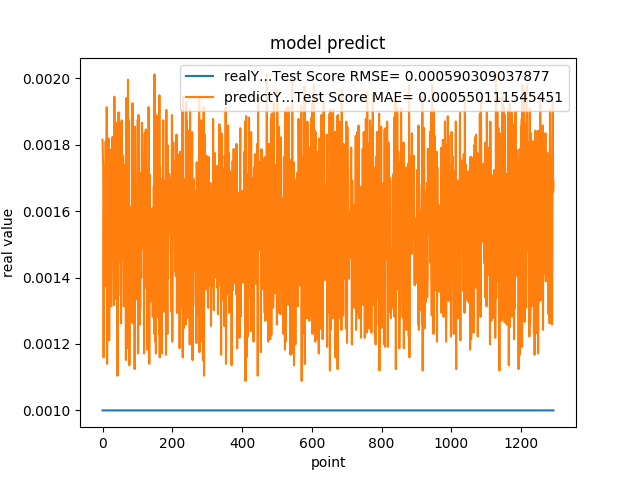 model predict
realY...Test Score RMSE= 0.000590309037877
predictY...Test Score MAE= 0.000550111545451
0.0020
0.0018
0.0016
0.0014
0.0012
0.0010
real value
0 200 400 600 800 1000 1200
point